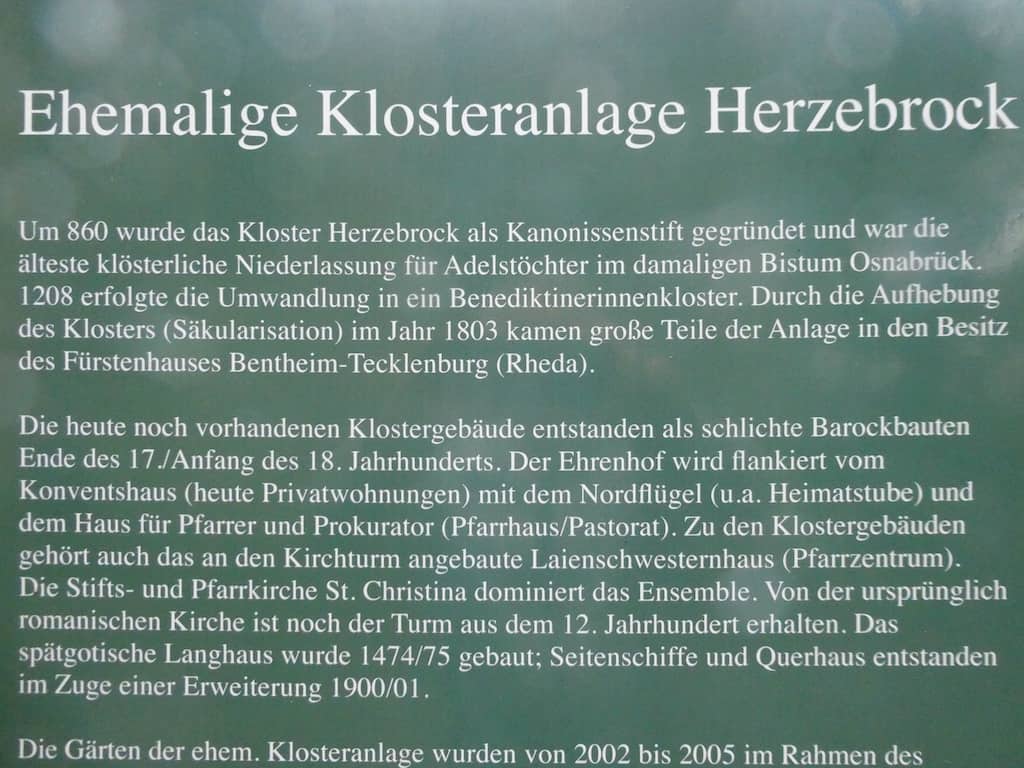 Ehemalige Klosteranlage Herzebrock
Um 860 wurde das Kloster Herzebrock als Kanonissenstift gegründet und war die
älteste klösterliche Niederlassung für Adelstöchter im damaligen Bistum Osnabrück.
1208 erfolgte die Umwandlung in ein Benediktinerinnenkloster. Durch die Aufhebung
des Klosters (Säkularisation) im Jahr 1803 kamen große Teile der Anlage in den Besitz
des Fürstenhauses Bentheim-Tecklenburg (Rheda).
Die heute noch vorhandenen Klostergebäude entstanden als schlichte Barockbauten
Ende des 17./Anfang des 18. Jahrhunderts. Der Ehrenhof wird flankiert vom
Konventshaus (heute Privatwohnungen) mit dem Nordflügel (u.a. Heimatstube) und
dem Haus für Pfarrer und Prokurator (Pfarrhaus/Pastorat). Zu den Klostergebäuden
gehört auch das an den Kirchturm angebaute Laienschwesternhaus (Pfarrzentrum).
Die Stifts- und Pfarrkirche St. Christina dominiert das Ensemble. Von der ursprünglich
romanischen Kirche ist noch der Turm aus dem 12. Jahrhundert erhalten. Das
spätgotische Langhaus wurde 1474/75 gebaut; Seitenschiffe und Querhaus entstanden
im Zuge einer Erweiterung 1900/01.
Die Gärten der ehem. Klosteranlage wurden von 2002 bis 2005 im Rahmen des